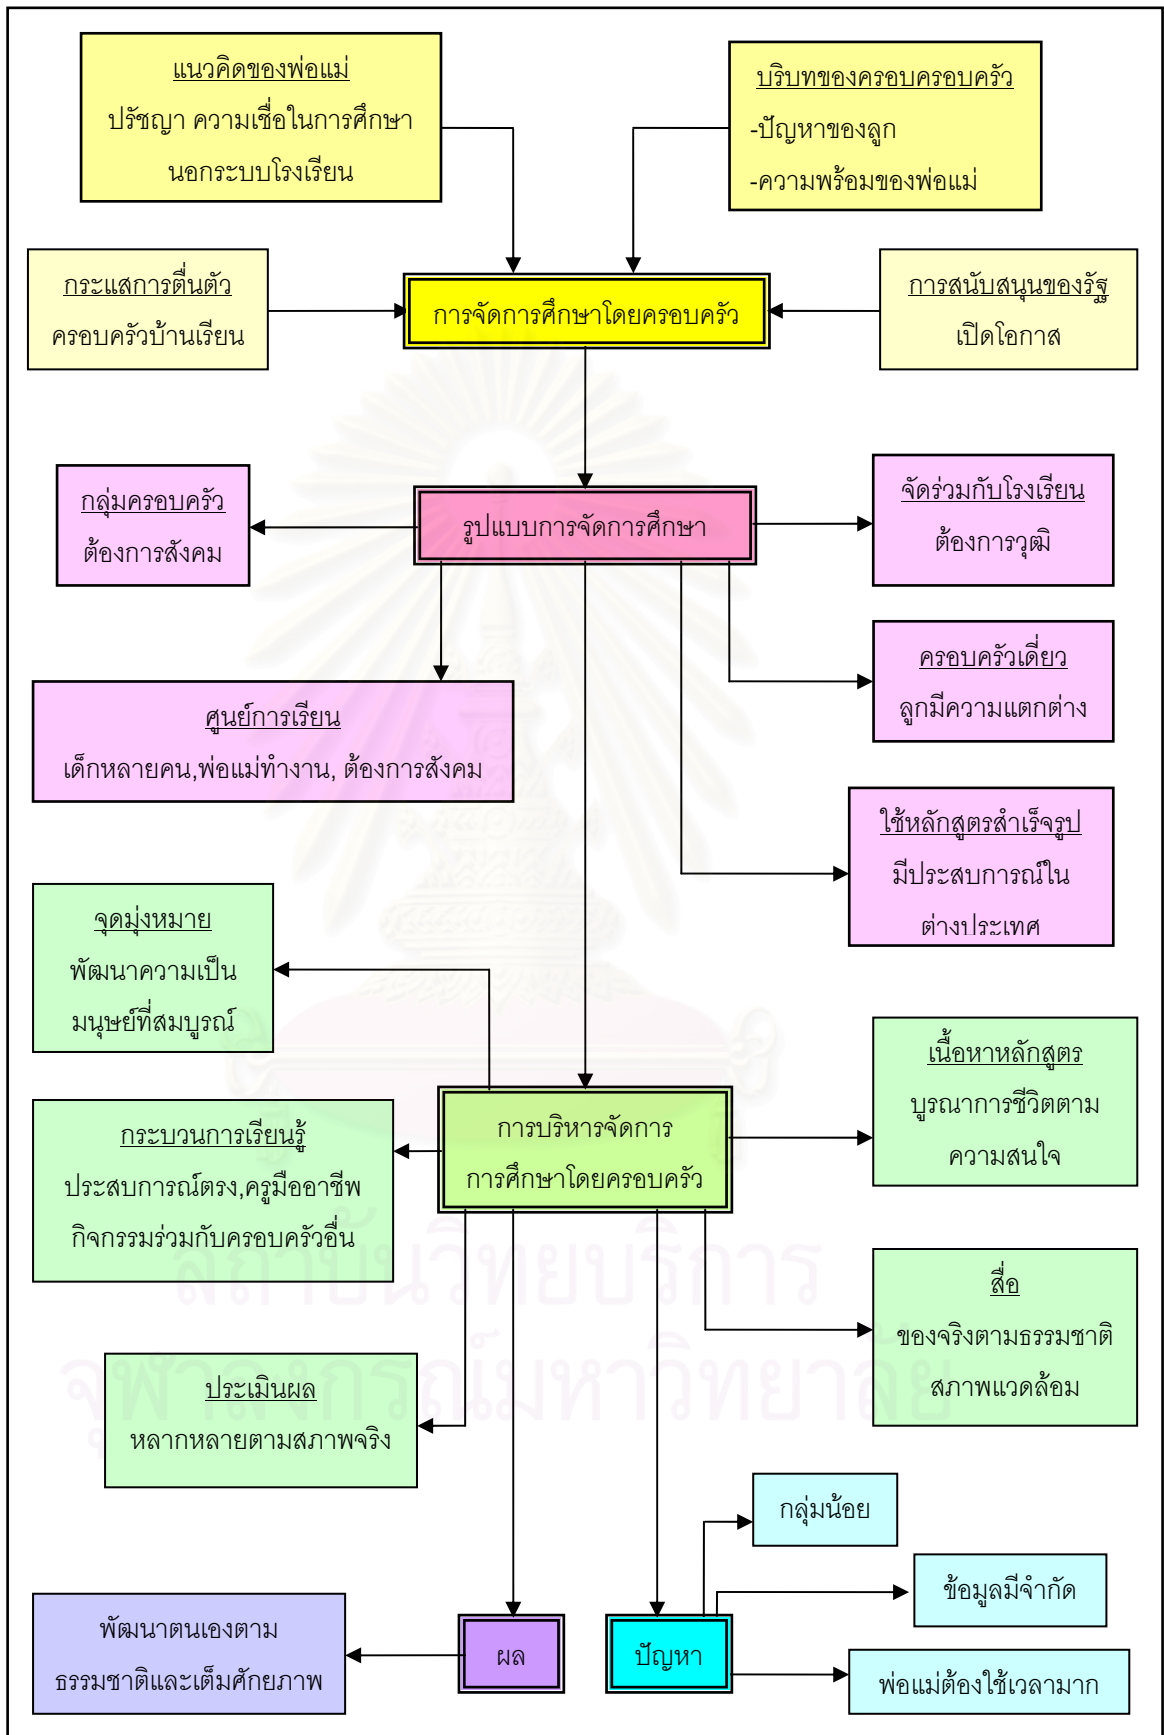 แนวคิดของพ่อแม่
ปรัชญา ความเชื่อในการศึกษา
นอกระบบโรงเรียน
บริบทของครอบครอบครัว
-ปัญหาของลูก
-ความพร้อมของพ่อแม่
กระแสการตื่นตัว
ครอบครัวบ้านเรียน
การจัดการศึกษาโดยครอบครัว
การสนับสนุนของรัฐ
เปิดโอกาส
กลุ่มครอบครัว
ต้องการสังคม
รูปแบบการจัดการศึกษา
จัดร่วมกับโรงเรียน
ต้องการวุฒิ
ครอบครัวเดี่ยว
ลูกมีความแตกต่าง
ศูนย์การเรียน
เด็กหลายคน,พ่อแม่ทำงาน, ต้องการสังคม
ใช้หลักสูตรสำเร็จรูป
มีประสบการณ์ใน
ต่างประเทศ
จุดมุ่งหมาย
พัฒนาความเป็น
มนุษย์ที่สมบูรณ์
เนื้อหาหลักสูตร
บูรณาการชีวิตตาม
ความสนใจ
การบริหารจัดการ
การศึกษาโดยครอบครัว
กระบวนการเรียนรู้
ประสบการณ์ตรง,ครูมืออาชีพ
กิจกรรมร่วมกับครอบครัวอื่น
สถาบันวิทยบริการ
จุฬาลงกรณ์มหาวิทยาลัย
สื่อ
ของจริงตามธรรมชาติ
สภาพแวดล้อม
ประเมินผล
หลากหลายตามสภาพจริง
กลุ่มน้อย
ข้อมูลมีจำกัด
พัฒนาตนเองตาม
ธรรมชาติและเต็มศักยภาพ
ผล
ปัญหา
พ่อแม่ต้องใช้เวลามาก